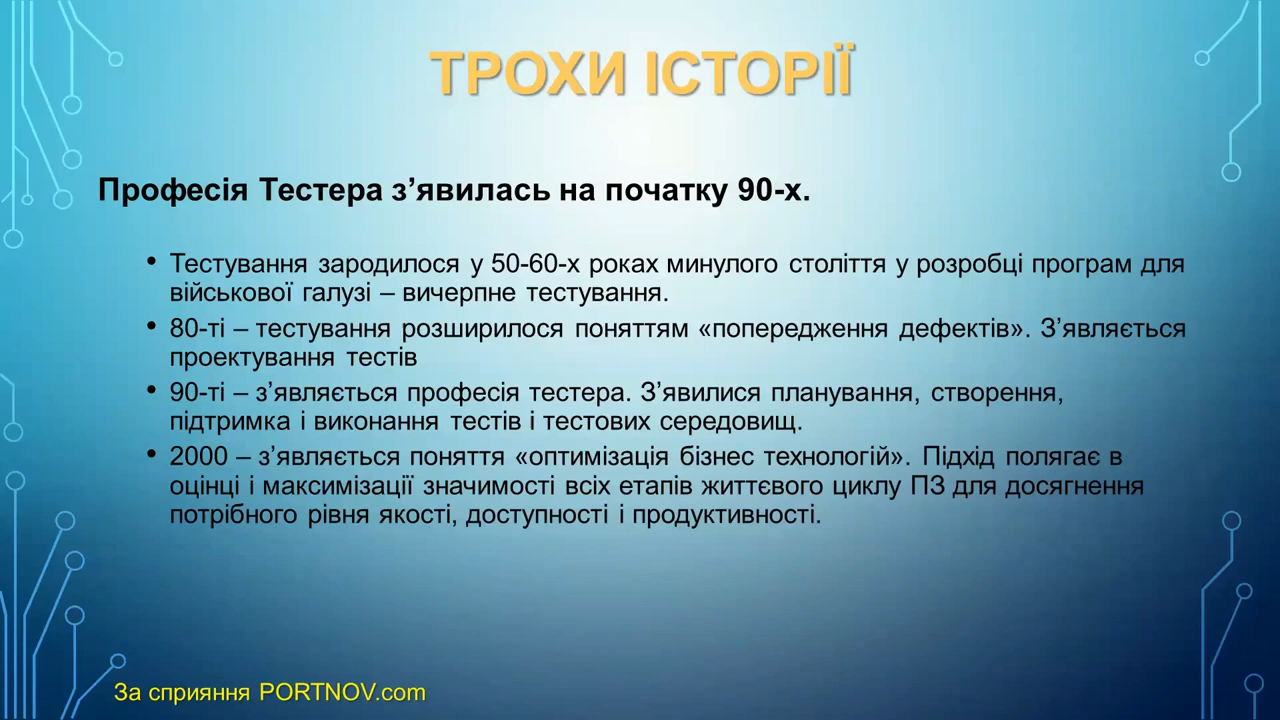 ТРОХИ ІСТОРІЇ
Професія Тестера з’явилась на початку 90-х.
• Тестування зародилося у 50-60-х роках минулого століття у розробці програм для
військової галузі – вичерпне тестування.
• 80-ті – тестування розширилося поняттям «попередження дефектів». З’являється
проектування тестів
• 90-ті – з’являється професія тестера. З’явилися планування, створення,
підтримка і виконання тестів і тестових середовищ.
• 2000 – з’являється поняття «оптимізація бізнес технологій». Підхід полягає в
оцінці і максимізації значимості всіх етапів життєвого циклу ПЗ для досягнення
потрібного рівня якості, доступності і продуктивності.
За сприяння PORTNOV.com